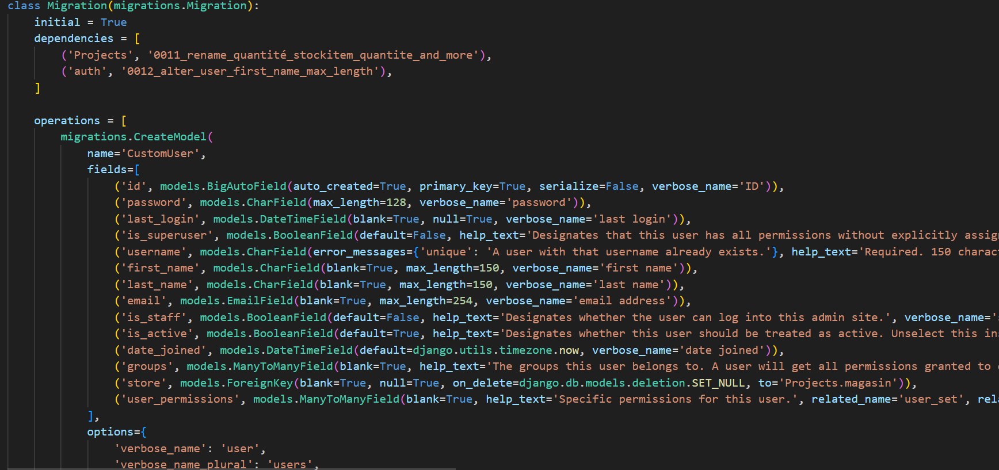 class Migration(migrations.Migration):
initial = True
dependencies = [
('Projects', '0011_rename_quantité_stockitem_quantite_and_more'),
('auth', '0012_alter_user_first_name_max_length'),
]
operations = [
migrations.CreateModel(
name='CustomUser',
fields=[
('id', models.BigAutoField(auto_created=True, primary_key=True, serialize=False, verbose_name='ID')),
('password', models.CharField(max_length=128, verbose_name='password')),
('last_login', models.DateTimeField(blank=True, null=True, verbose_name='last login')),
('is_superuser', models.BooleanField(default=False, help_text='Designates that this user has all permissions without explicitly assig
('username', models.CharField(error_messages={'unique': 'A user with that username already exists.'}, help_text='Required. 150 charac
('first_name', models.CharField(blank=True, max_length=150, verbose_name='first name')),
('last_name', models.CharField(blank=True, max_length=150, verbose_name='last name')),
('email', models.EmailField(blank=True, max_length=254, verbose_name='email address')),
('is_staff', models.BooleanField(default=False, help_text='Designates whether the user can log into this admin site.', verbose_name='
('is_active', models.BooleanField(default=True, help_text='Designates whether this user should be treated as active. Unselect this in
('date_joined', models.DateTimeField(default=django.utils.timezone.now, verbose_name='date joined')),
('groups', models.ManyToManyField(blank=True, help_text='The groups this user belongs to. A user will get all permissions granted to
('store', models.ForeignKey(blank=True, null=True, on_delete=django.db.models.deletion.SET_NULL, to='Projects.magasin')),
('user_permissions', models.ManyToManyField(blank=True, help_text='Specific permissions for this user.', related_name='user_set', rel
],
options={
'verbose_name': 'user',
'verbose_name_plural': 'users',